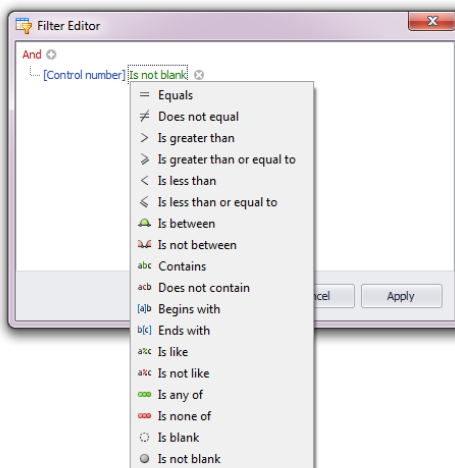 Filter Editor
And
[Control number] Is not blank
Equals
Does not equal
Is greater than
Is greater than or equal to
Is less than
Is less than or equal to
Is between
Is not between
abc Contains
acb Does not contain
[a]b Begins with
b[c] Ends with
a%c Is like
a%c Is not like
Is any of
Is none of
Is blank
Is not blank
cel
Apply